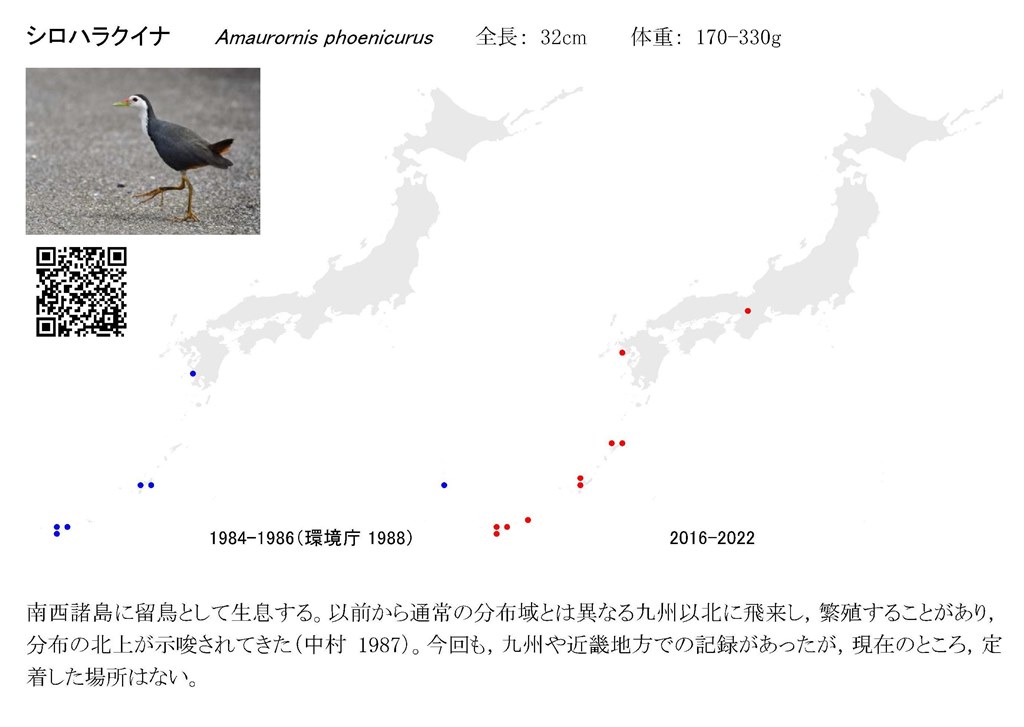 シロハラクイナ Amaurornis phoenicurus 全長: 32cm 体重: 170-330g
1984-1986(環境庁 1988) 2016-2022
南西諸島に留鳥として生息する。以前から通常の分布域とは異なる九州以北に飛来し,繁殖することがあり,
分布の北上が示唆されてきた(中村 1987)。今回も,九州や近畿地方での記録があったが,現在のところ,定
着した場所はない。